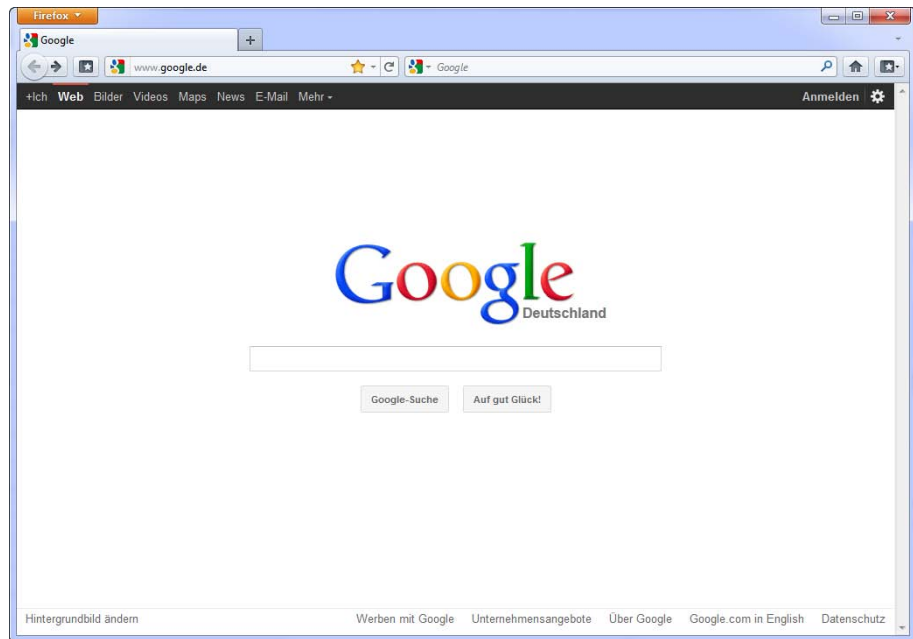 Firefox
Google
www.google.de Google
+Ich Web Bilder Videos Maps News E-Mail Mehr Anmelden
Google
Deutschland
Google-Suche Auf gut Glück!
Hintergrundbild ändern Werben mit Google Unternehmensangebote Über Google Google.com in English Datenschutz